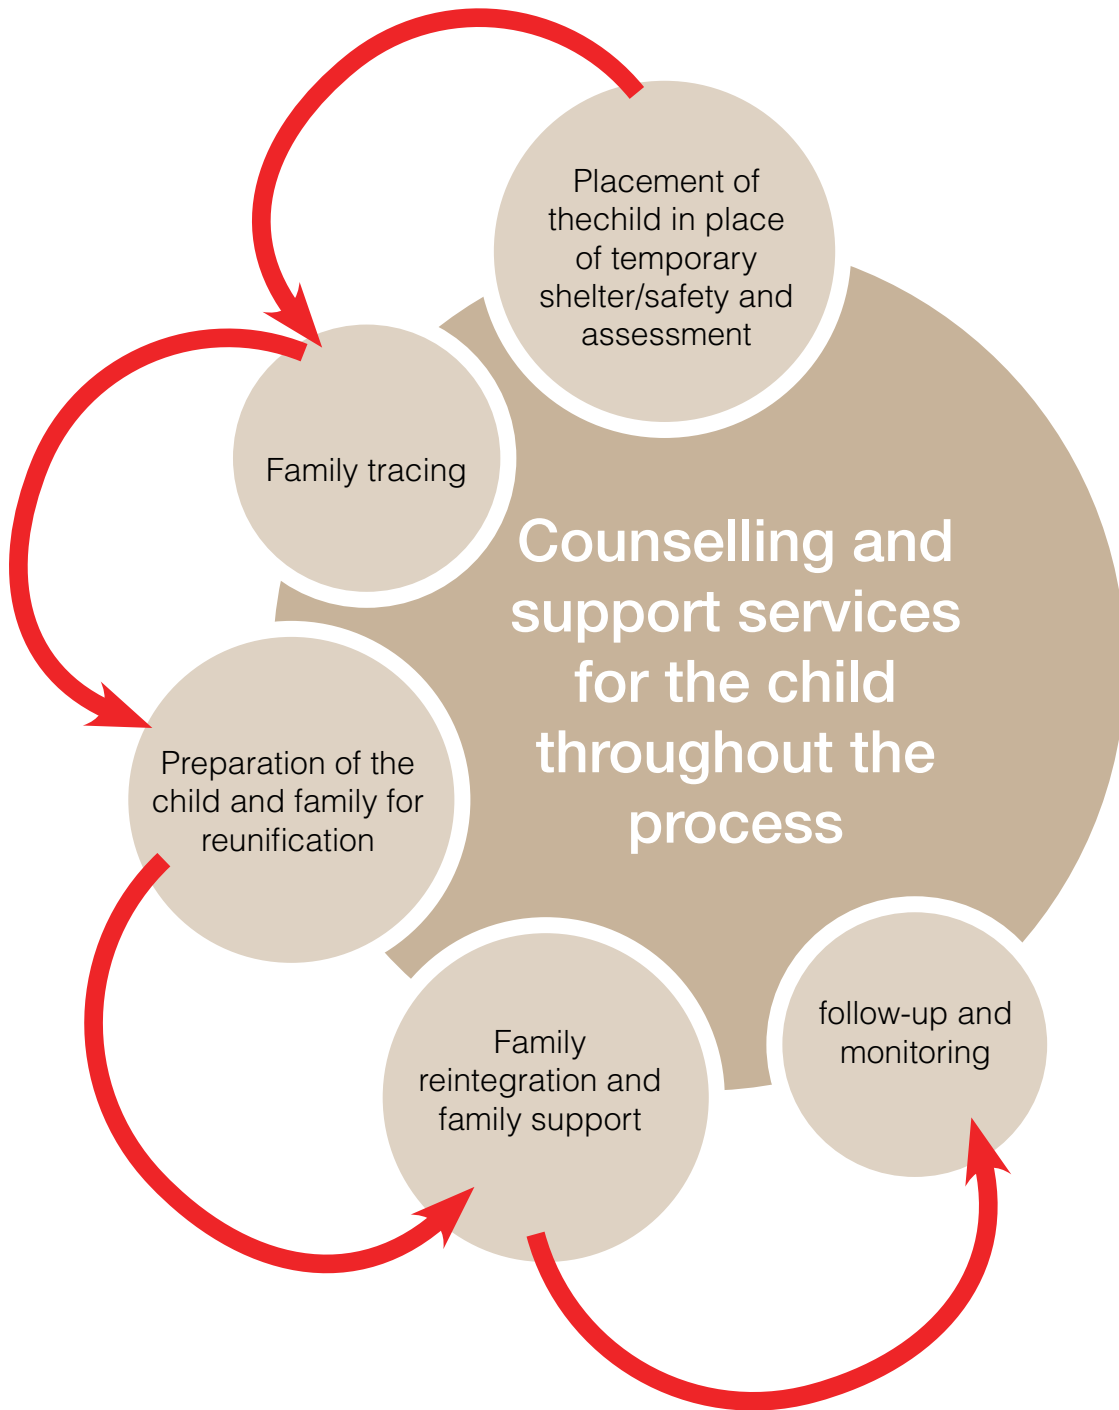 Placement of
thechild in place
of temporary
shelter/safety and
assessment
Family tracing
Counselling and
support services
for the child
throughout the
process
Preparation of the
child and family for
reunification
Family
reintegration and
family support
follow-up and
monitoring